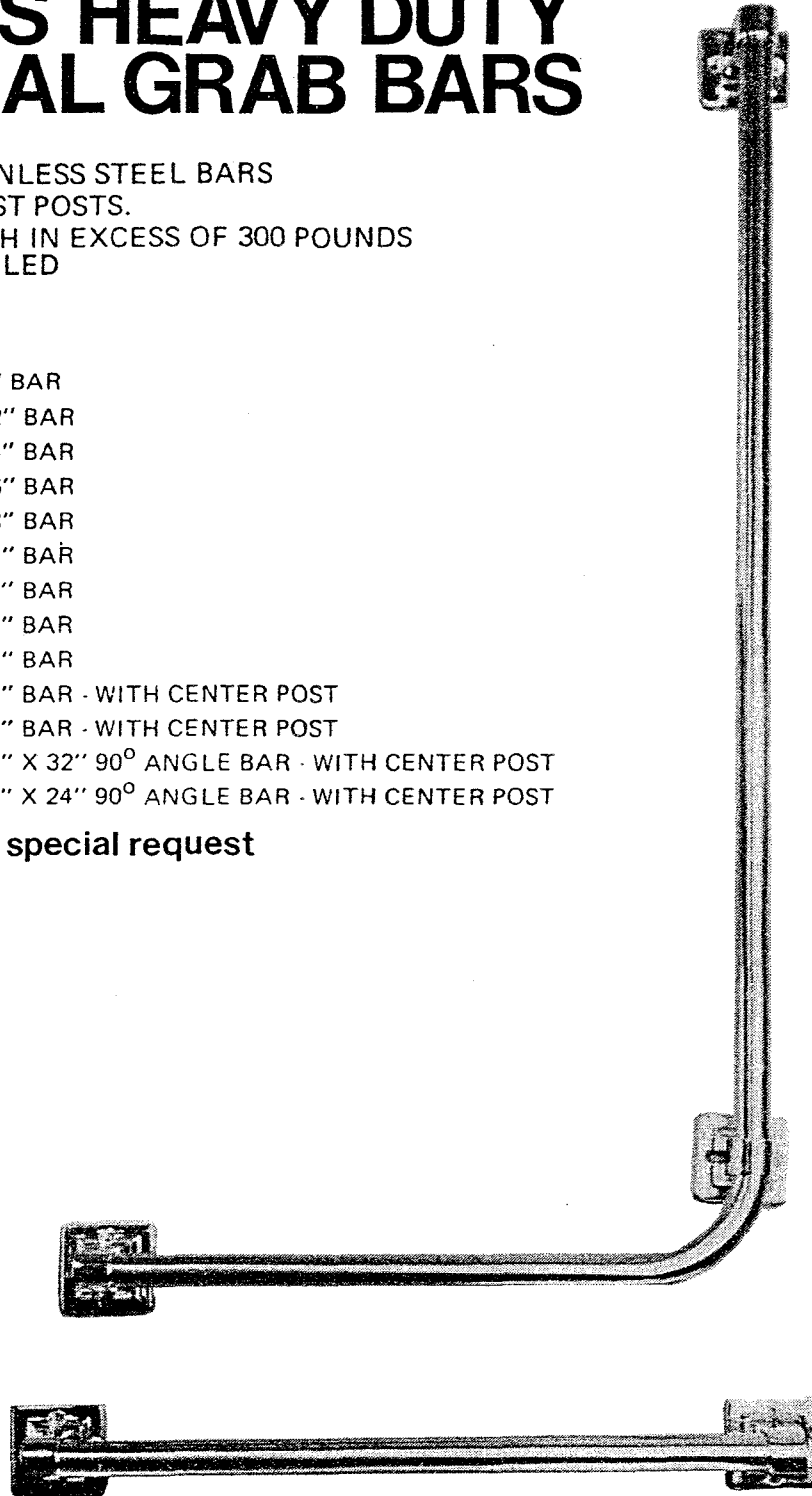 S HEAVY DUTY
AL GRAB BARS
NLESS STEEL BARS
ST POSTS.
H IN EXCESS OF 300 POUNDS
LED
" BAR
" BAR
" BAR
" BAR
" BAR
" BAR
" BAR
" BAR
" BAR
" BAR - WITH CENTER POST
" BAR - WITH CENTER POST
" X 32" 90° ANGLE BAR - WITH CENTER POST
" X 24" 90° ANGLE BAR - WITH CENTER POST
special request